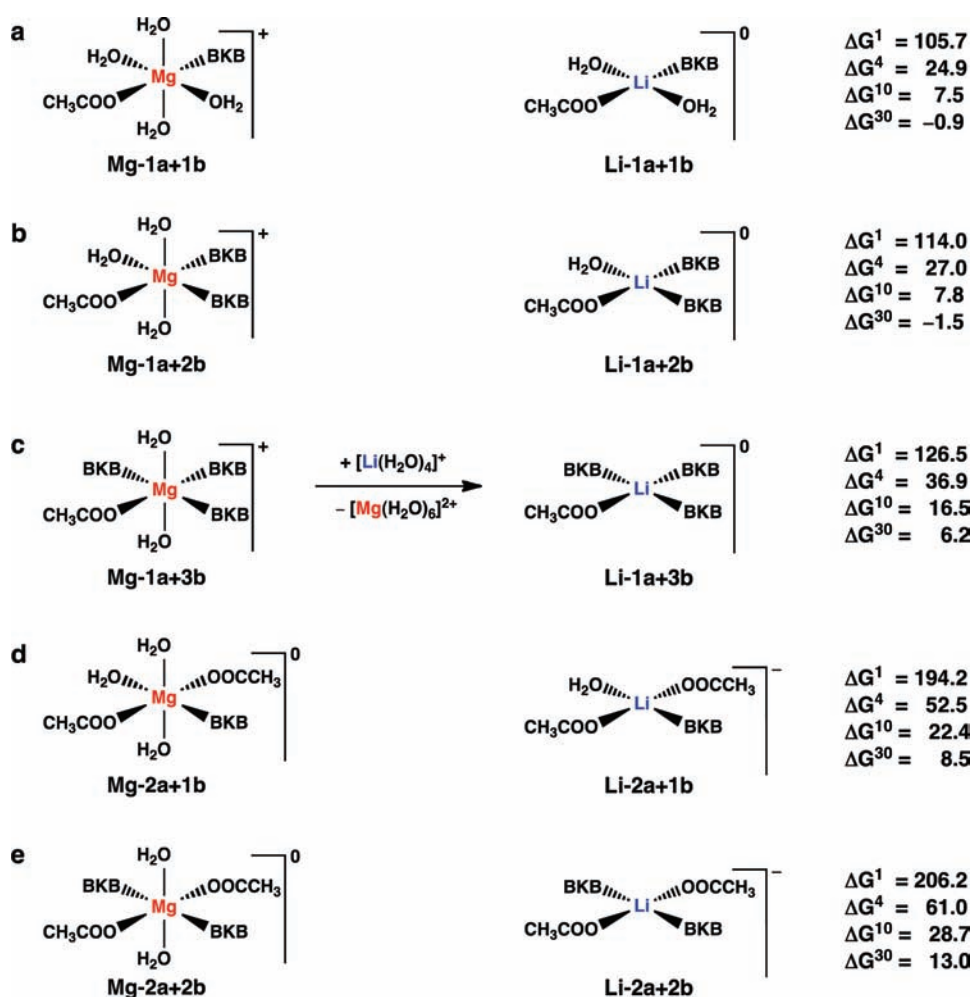 a
H₂O
H₂O
BKB
Mg
CH₃COO
OH₂
H₂O
+
Mg-1a+1b
H₂O
BKB
Li
CH₃COO
OH₂
0
Li-1a+1b
ΔG¹ = 105.7
ΔG⁴ = 24.9
ΔG¹⁰ = 7.5
ΔG³⁰ = −0.9
b
H₂O
H₂O
BKB
Mg
CH₃COO
BKB
H₂O
+
Mg-1a+2b
H₂O
BKB
Li
CH₃COO
BKB
0
Li-1a+2b
ΔG¹ = 114.0
ΔG⁴ = 27.0
ΔG¹⁰ = 7.8
ΔG³⁰ = −1.5
c
H₂O
BKB
BKB
Mg
CH₃COO
BKB
H₂O
+
Mg-1a+3b
+ [Li(H₂O)₄]⁺
− [Mg(H₂O)₆]²⁺
BKB
BKB
Li
CH₃COO
BKB
0
Li-1a+3b
ΔG¹ = 126.5
ΔG⁴ = 36.9
ΔG¹⁰ = 16.5
ΔG³⁰ = 6.2
d
H₂O
H₂O
OOCCH₃
Mg
CH₃COO
BKB
H₂O
0
Mg-2a+1b
H₂O
OOCCH₃
Li
CH₃COO
BKB
−
Li-2a+1b
ΔG¹ = 194.2
ΔG⁴ = 52.5
ΔG¹⁰ = 22.4
ΔG³⁰ = 8.5
e
H₂O
BKB
OOCCH₃
Mg
CH₃COO
BKB
H₂O
0
Mg-2a+2b
BKB
OOCCH₃
Li
CH₃COO
BKB
−
Li-2a+2b
ΔG¹ = 206.2
ΔG⁴ = 61.0
ΔG¹⁰ = 28.7
ΔG³⁰ = 13.0